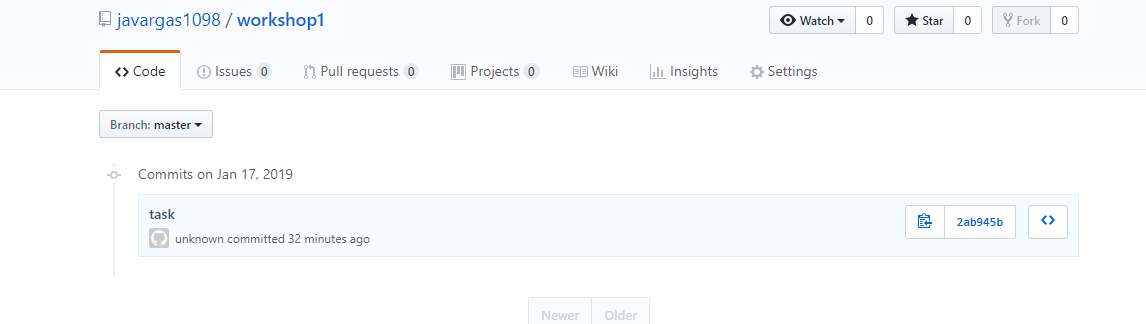 javargas1098 / workshop1 Watch 0 Star 0 Fork 0
Code Issues 0 Pull requests 0 Projects 0 Wiki Insights Settings
Branch: master
Commits on Jan 17, 2019
task
unknown committed 32 minutes ago 2ab945b
Newer Older